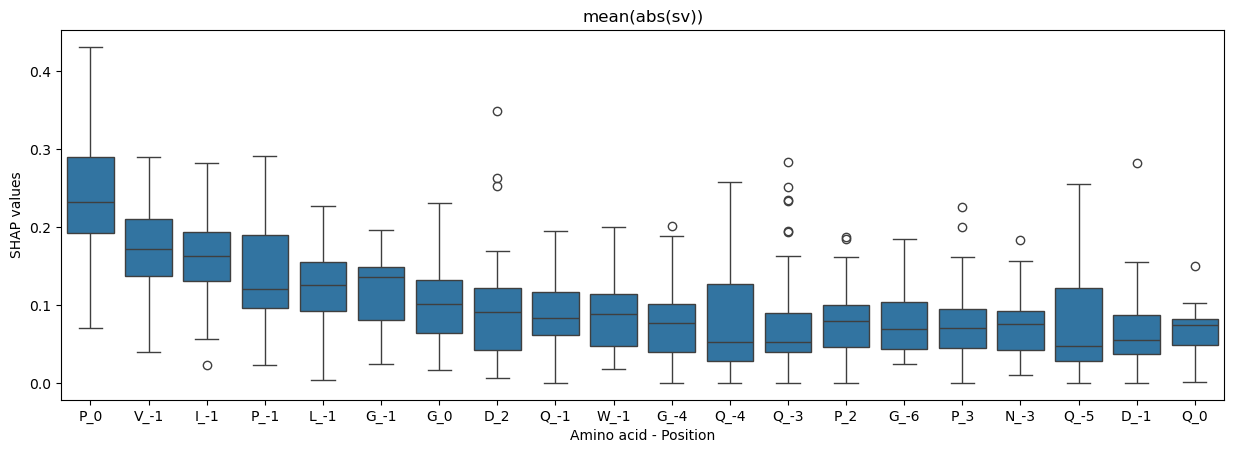 mean(abs(sv))
SHAP values
0.4
0.3
0.2
0.1
0.0
P_0 V_-1 I_-1 P_-1 L_-1 G_-1 G_0 D_2 Q_-1 W_-1 G_-4 Q_-4 Q_-3 P_2 G_-6 P_3 N_-3 Q_-5 D_-1 Q_0
Amino acid - Position